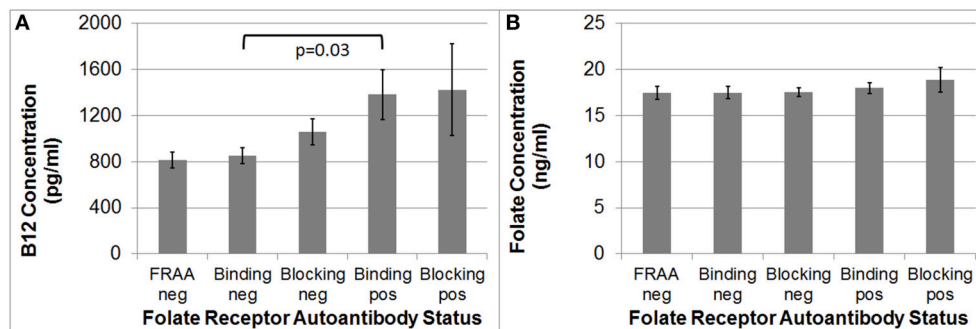 A
B12 Concentration
(pg/ml)
2000
1600
1200
800
400
0
p=0.03
FRAA neg
Binding neg
Blocking neg
Binding pos
Blocking pos
Folate Receptor Autoantibody Status
B
Folate Concentration
(ng/ml)
25
20
15
10
5
0
FRAA neg
Binding neg
Blocking neg
Binding pos
Blocking pos
Folate Receptor Autoantibody Status